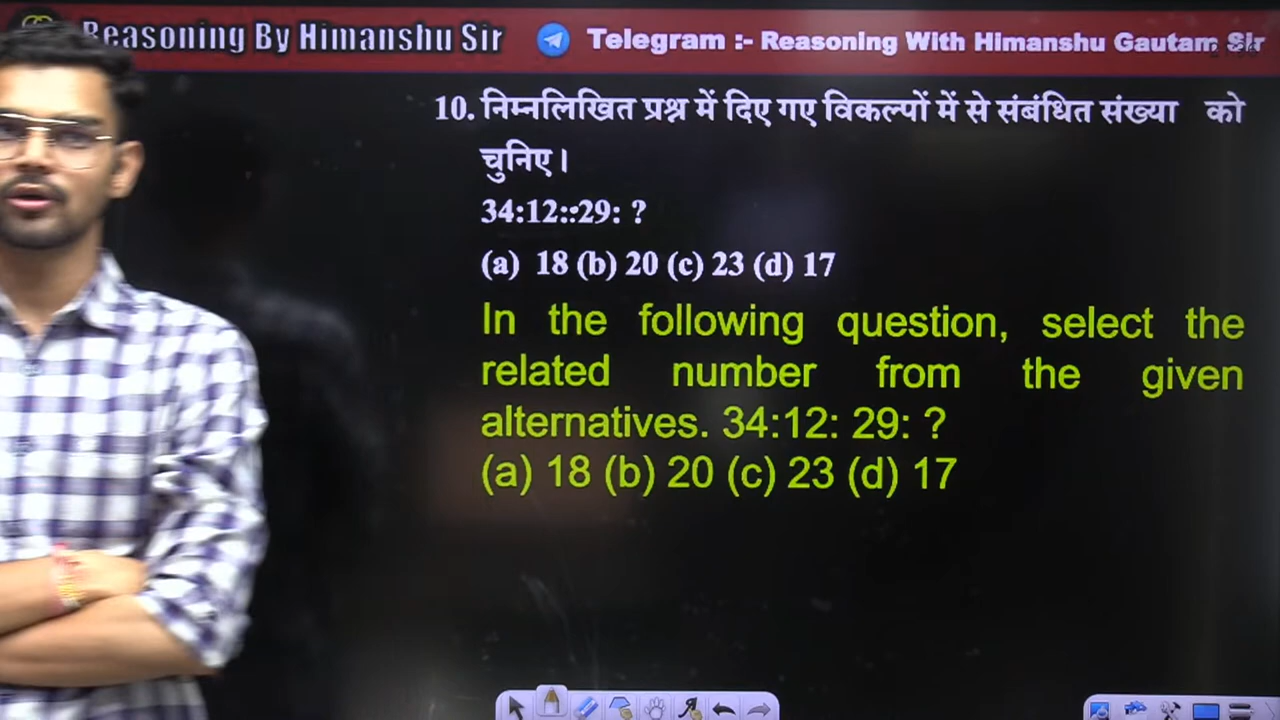 Reasoning By Himanshu Sir
Telegram :- Reasoning With Himanshu Gautam Sir
10. निम्नलिखित प्रश्न में दिए गए विकल्पों में से संबंधित संख्या को
चुनिए।
34:12::29: ?
(a) 18 (b) 20 (c) 23 (d) 17
In the following question, select the
related number from the given
alternatives. 34:12: 29: ?
(a) 18 (b) 20 (c) 23 (d) 17